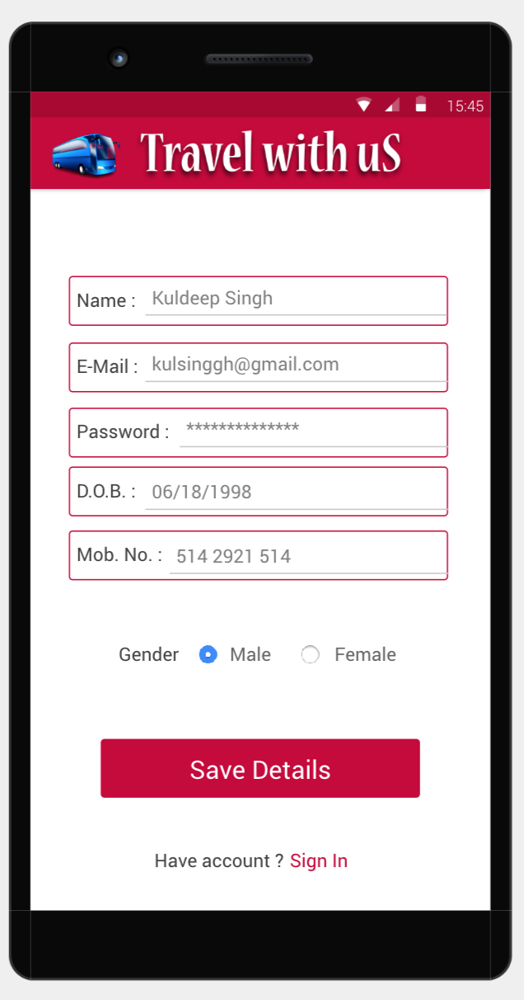 15:45
Travel with uS
Name : Kuldeep Singh
E-Mail : kulsinggh@gmail.com
Password : **************
D.O.B. : 06/18/1998
Mob. No. : 514 2921 514
Gender Male Female
Save Details
Have account ? Sign In